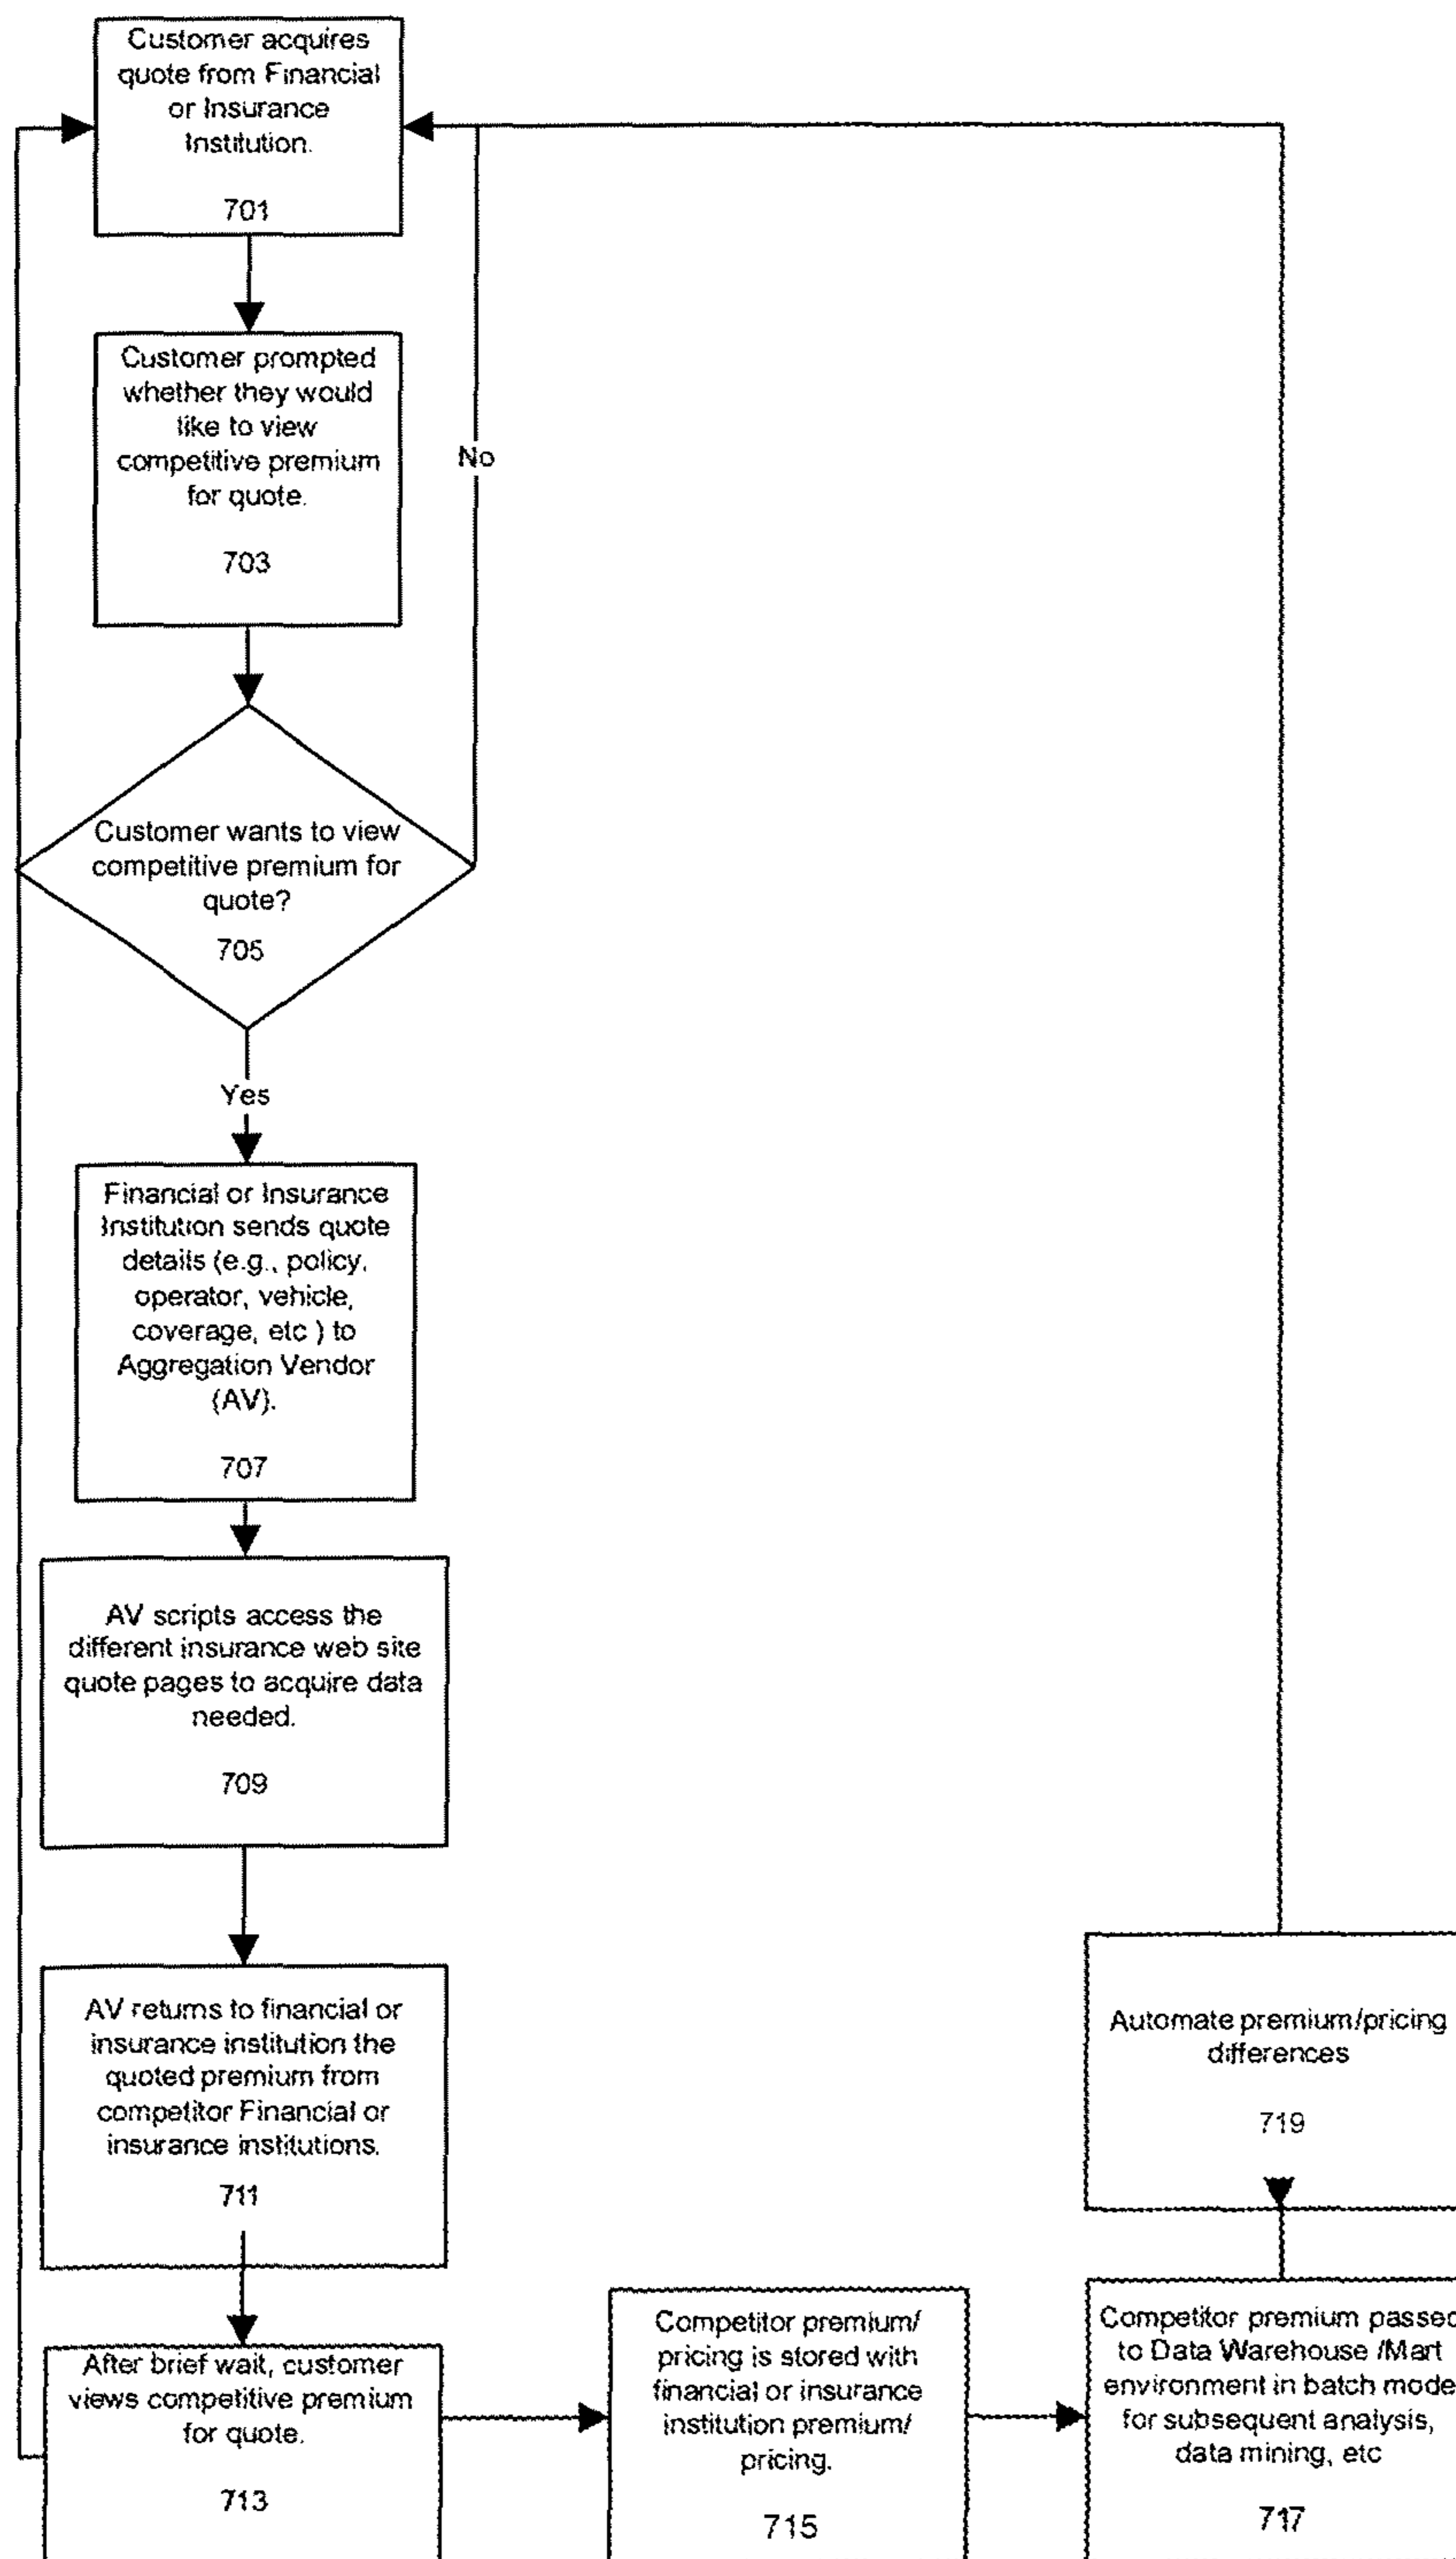 Customer acquires
quote from Financial
or Insurance
Institution.
701
Customer prompted
whether they would
like to view
competitive premium
for quote.
703
No
Customer wants to view
competitive premium for
quote?
705
Yes
Financial or Insurance
Institution sends quote
details (e.g., policy,
operator, vehicle,
coverage, etc ) to
Aggregation Vendor
(AV).
707
AV scripts access the
different insurance web site
quote pages to acquire data
needed.
709
AV returns to financial or
insurance institution the
quoted premium from
competitor Financial or
insurance institutions.
711
After brief wait, customer
views competitive premium
for quote.
713
Competitor premium/
pricing is stored with
financial or insurance
institution premium/
pricing.
715
Competitor premium passed
to Data Warehouse /Mart
environment in batch mode
for subsequent analysis,
data mining, etc
717
Automate premium/pricing
differences
719